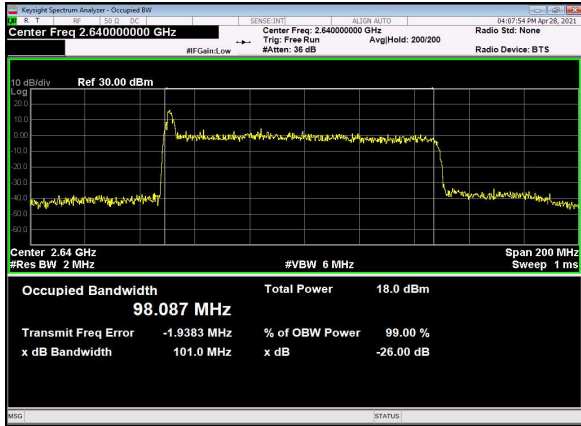 Keysight Spectrum Analyzer - Occupied BW
R T RF 50 Ω DC SENSE:INT ALIGN AUTO 04:07:54 PM Apr 28, 2021
Center Freq 2.640000000 GHz Center Freq: 2.640000000 GHz Radio Std: None
Trig: Free Run Avg|Hold: 200/200
#IFGain:Low #Atten: 36 dB Radio Device: BTS
10 dB/div Ref 30.00 dBm
Log
20.0
10.0
0.00
-10.0
-20.0
-30.0
-40.0
-50.0
-60.0
Center 2.64 GHz Span 200 MHz
#Res BW 2 MHz #VBW 6 MHz Sweep 1 ms
Occupied Bandwidth Total Power 18.0 dBm
98.087 MHz
Transmit Freq Error -1.9383 MHz % of OBW Power 99.00 %
x dB Bandwidth 101.0 MHz x dB -26.00 dB
MSG STATUS